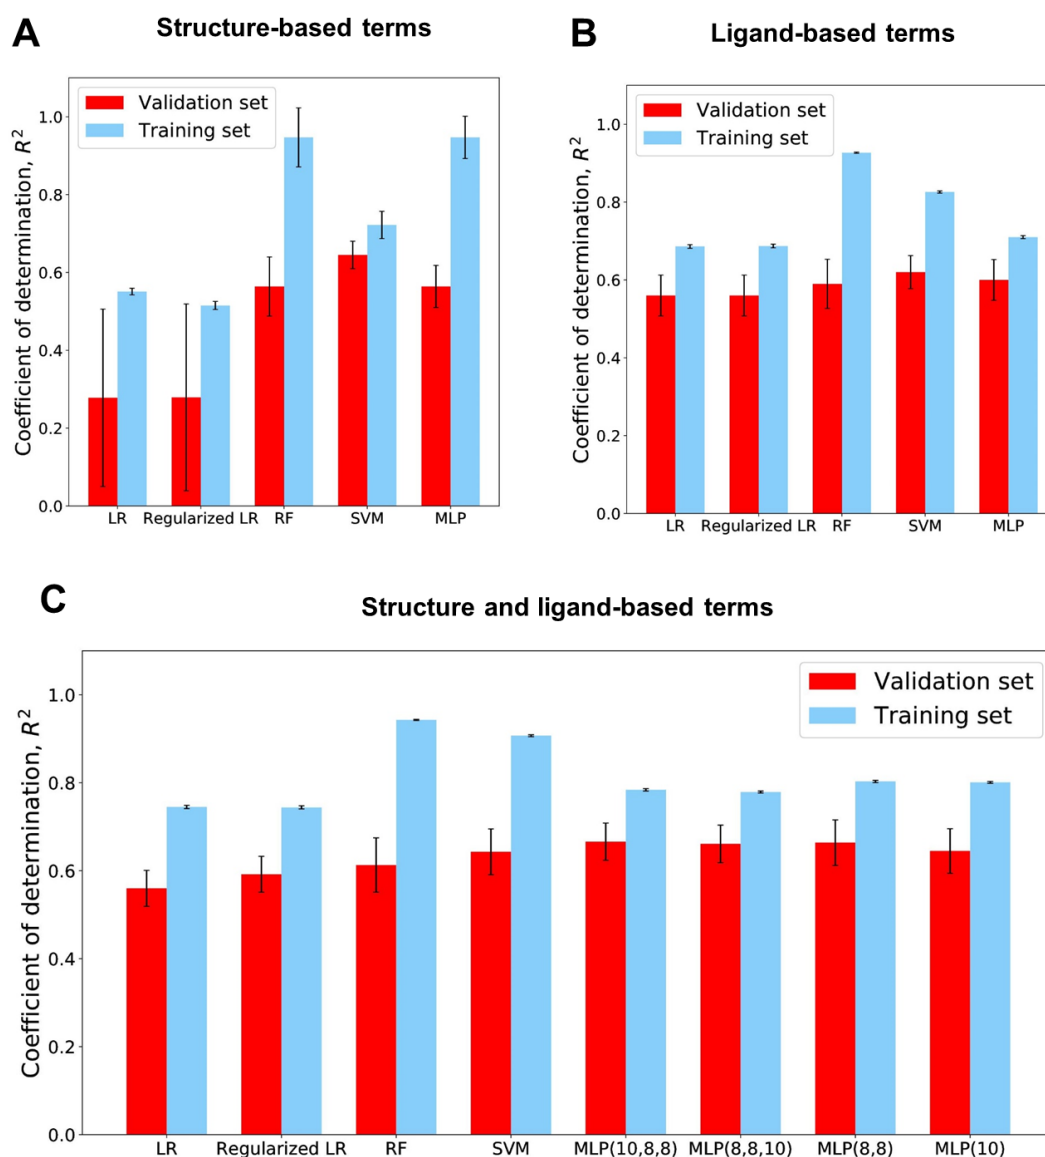 A
Structure-based terms
Validation set
Training set
Coefficient of determination, R²
1.0
0.8
0.6
0.4
0.2
0.0
LR
Regularized LR
RF
SVM
MLP
B
Ligand-based terms
Validation set
Training set
Coefficient of determination, R²
1.0
0.8
0.6
0.4
0.2
0.0
LR
Regularized LR
RF
SVM
MLP
C
Structure and ligand-based terms
Validation set
Training set
Coefficient of determination, R²
1.0
0.8
0.6
0.4
0.2
0.0
LR
Regularized LR
RF
SVM
MLP(10,8,8)
MLP(8,8,10)
MLP(8,8)
MLP(10)